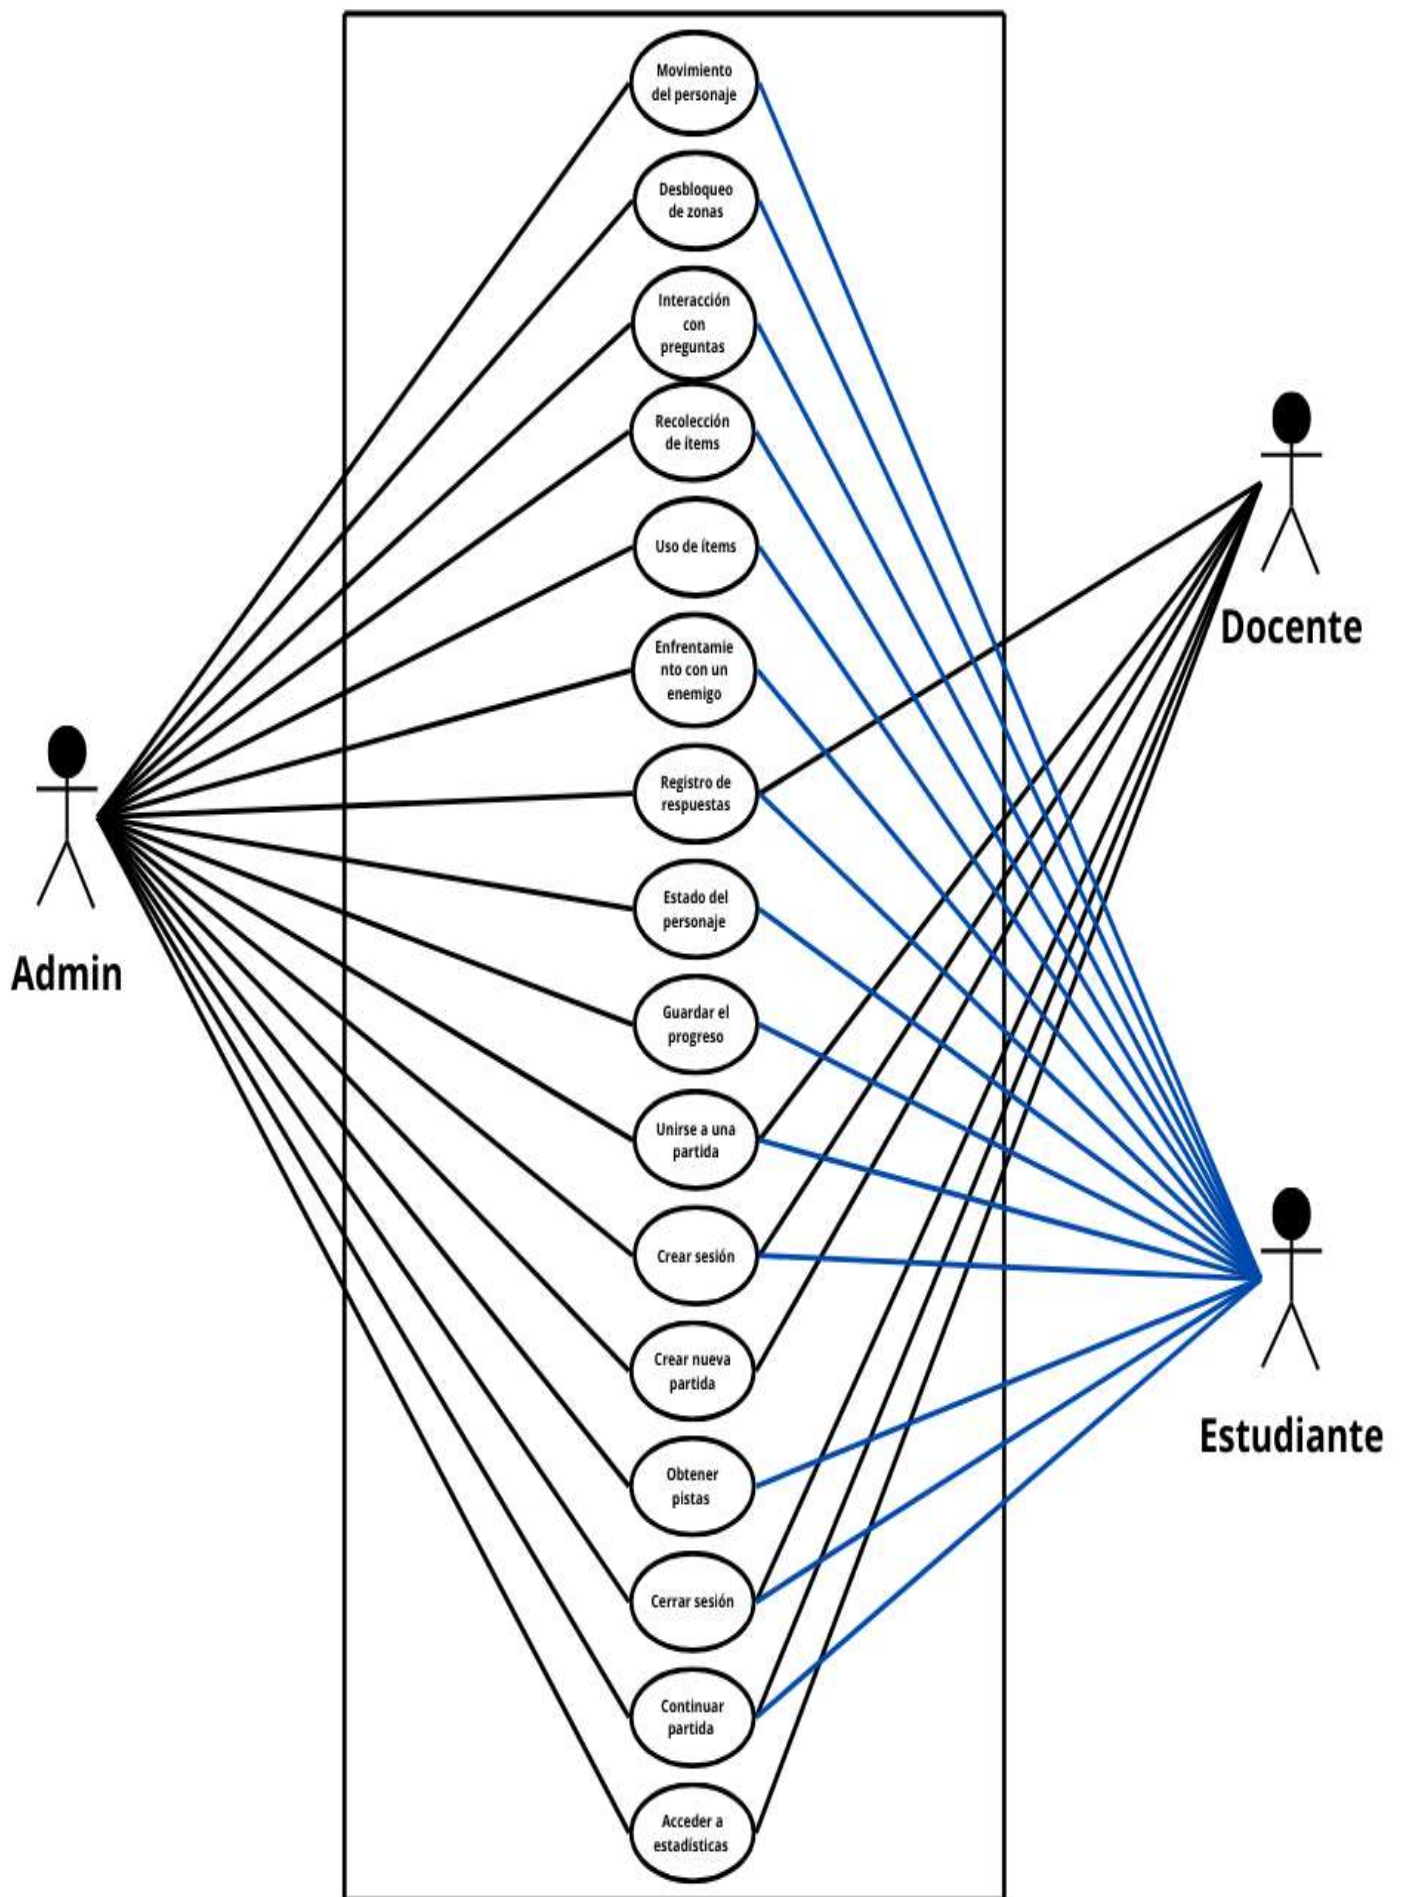 Movimiento
del personaje
Desbloqueo
de zonas
Interacción
con
preguntas
Recolección
de ítems
Uso de ítems
Enfrentamie
nto con un
enemigo
Registro de
respuestas
Estado del
personaje
Guardar el
progreso
Unirse a una
partida
Crear sesión
Crear nueva
partida
Obtener
pistas
Cerrar sesión
Continuar
partida
Acceder a
estadísticas
Admin
Docente
Estudiante